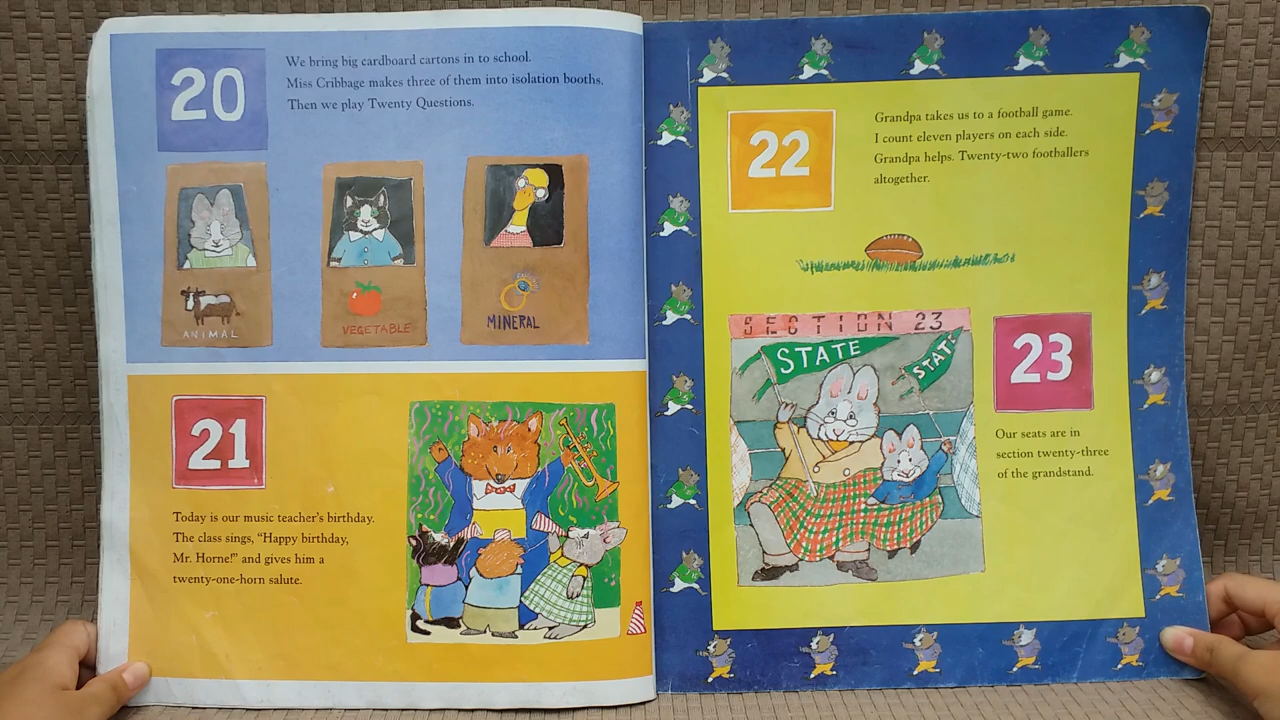 20
We bring big cardboard cartons in to school.
Miss Cribbage makes three of them into isolation booths.
Then we play Twenty Questions.
ANIMAL
VEGETABLE
MINERAL
21
Today is our music teacher's birthday.
The class sings, "Happy birthday,
Mr. Horne!" and gives him a
twenty-one-horn salute.
22
Grandpa takes us to a football game.
I count eleven players on each side.
Grandpa helps. Twenty-two footballers
altogether.
SECTION 23
STATE
STATE
23
Our seats are in
section twenty-three
of the grandstand.